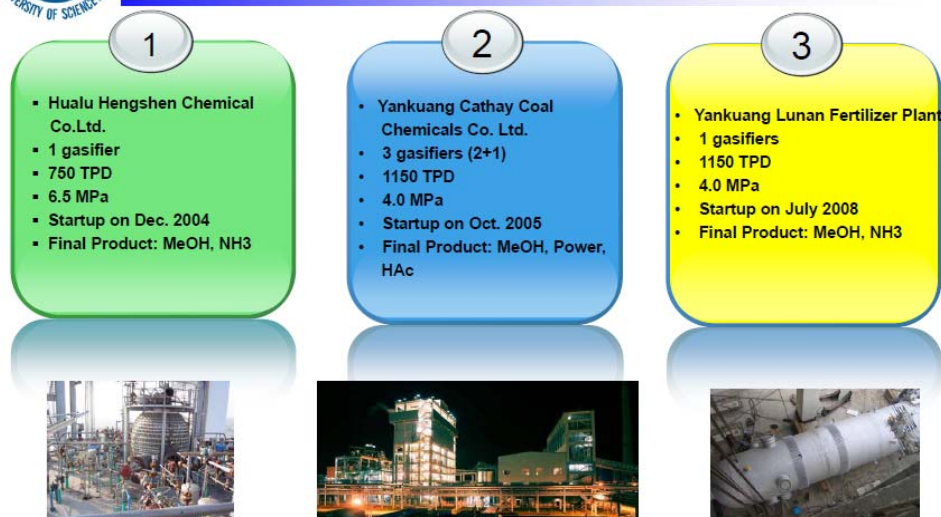 ERSITY OF SCIENCE
1
▪ Hualu Hengshen Chemical
Co.Ltd.
▪ 1 gasifier
▪ 750 TPD
▪ 6.5 MPa
▪ Startup on Dec. 2004
▪ Final Product: MeOH, NH3
2
• Yankuang Cathay Coal
Chemicals Co. Ltd.
• 3 gasifiers (2+1)
• 1150 TPD
• 4.0 MPa
• Startup on Oct. 2005
• Final Product: MeOH, Power,
HAc
3
• Yankuang Lunan Fertilizer Plant
• 1 gasifiers
• 1150 TPD
• 4.0 MPa
• Startup on July 2008
• Final Product: MeOH, NH3